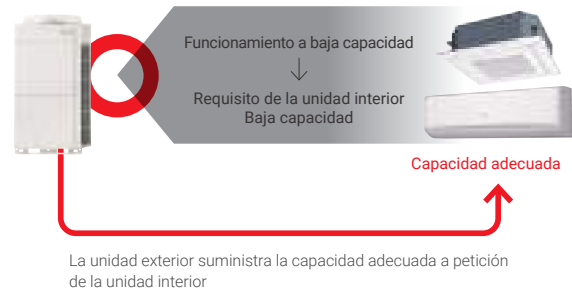 Funcionamiento a baja capacidad
Requisito de la unidad interior
Baja capacidad
Capacidad adecuada
La unidad exterior suministra la capacidad adecuada a petición
de la unidad interior